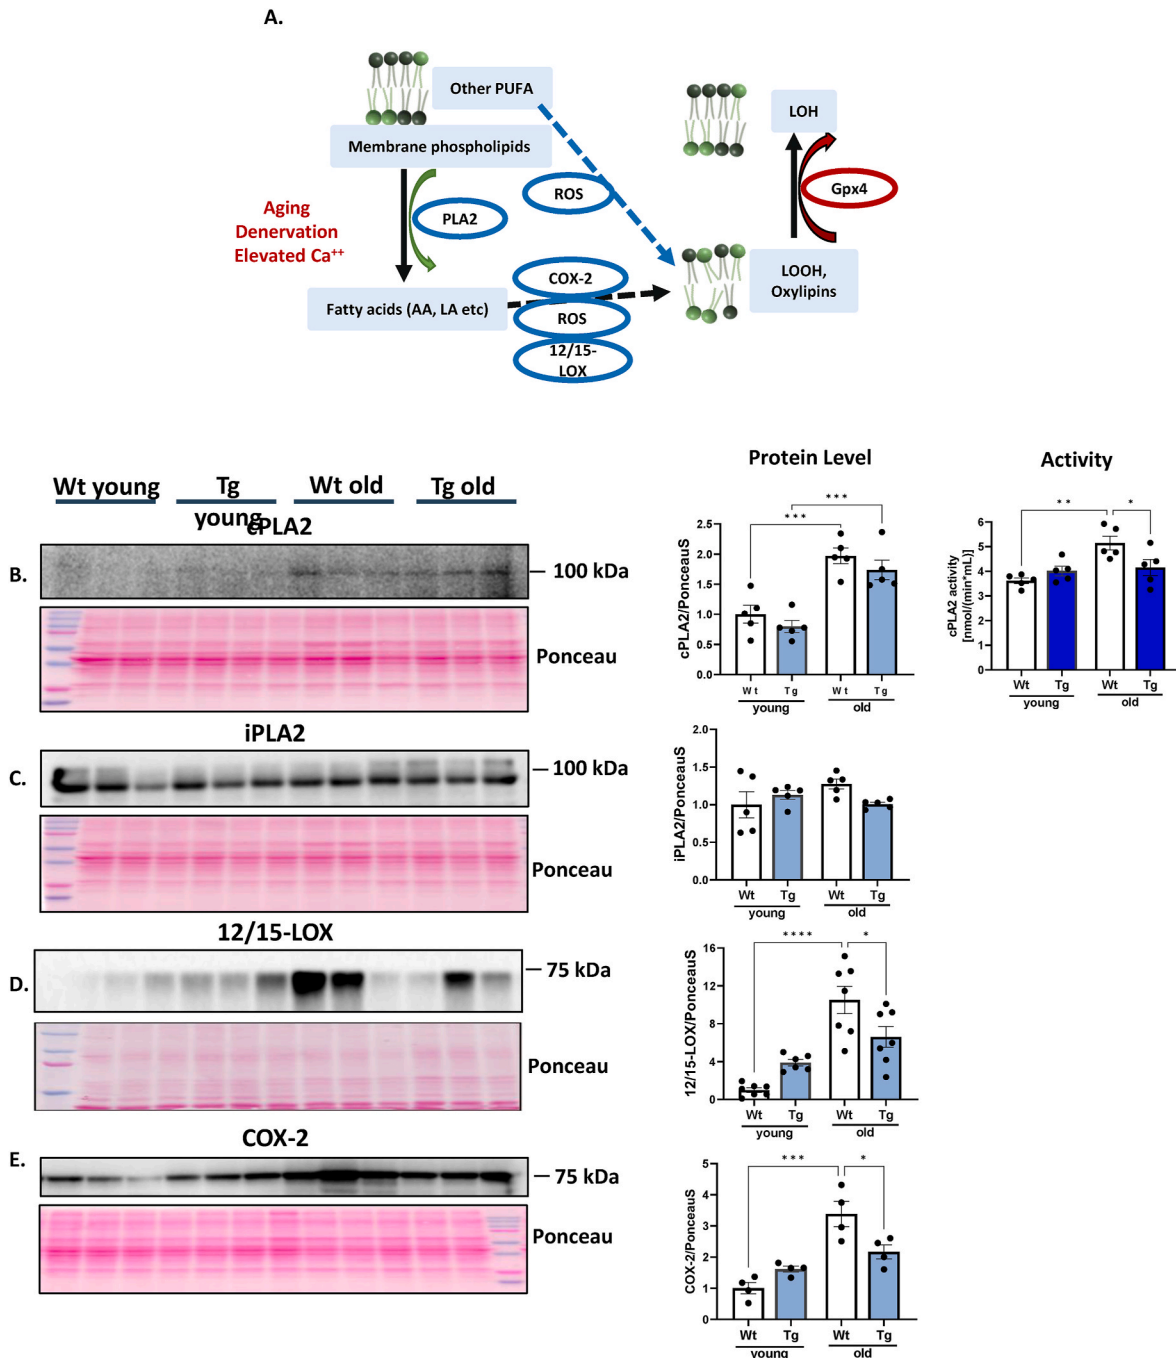 A.
Other PUFA
LOH
Membrane phospholipids
ROS
Gpx4
PLA2
Aging
Denervation
Elevated Ca++
COX-2
LOOH,
Oxylipins
Fatty acids (AA, LA etc)
ROS
12/15-
LOX
Wt young
Tg
young
Wt old
Tg old
Protein Level
Activity
cPLA2
B.
100 kDa
Ponceau
cPLA2/PonceauS
2.5
2.0
1.5
1.0
0.5
0.0
***
***
Wt
Tg
Wt
Tg
young
old
cPLA2 activity
[nmol/(min*mL)]
6
5
4
3
2
1
0
**
*
Wt
Tg
Wt
Tg
young
old
iPLA2
C.
100 kDa
Ponceau
iPLA2/PonceauS
2.0
1.5
1.0
0.5
0.0
Wt
Tg
Wt
Tg
young
old
12/15-LOX
D.
75 kDa
Ponceau
12/15-LOX/PonceauS
16
12
8
4
0
****
*
Wt
Tg
Wt
Tg
young
old
COX-2
E.
75 kDa
Ponceau
COX-2/PonceauS
5
4
3
2
1
0
***
*
Wt
Tg
Wt
Tg
young
old